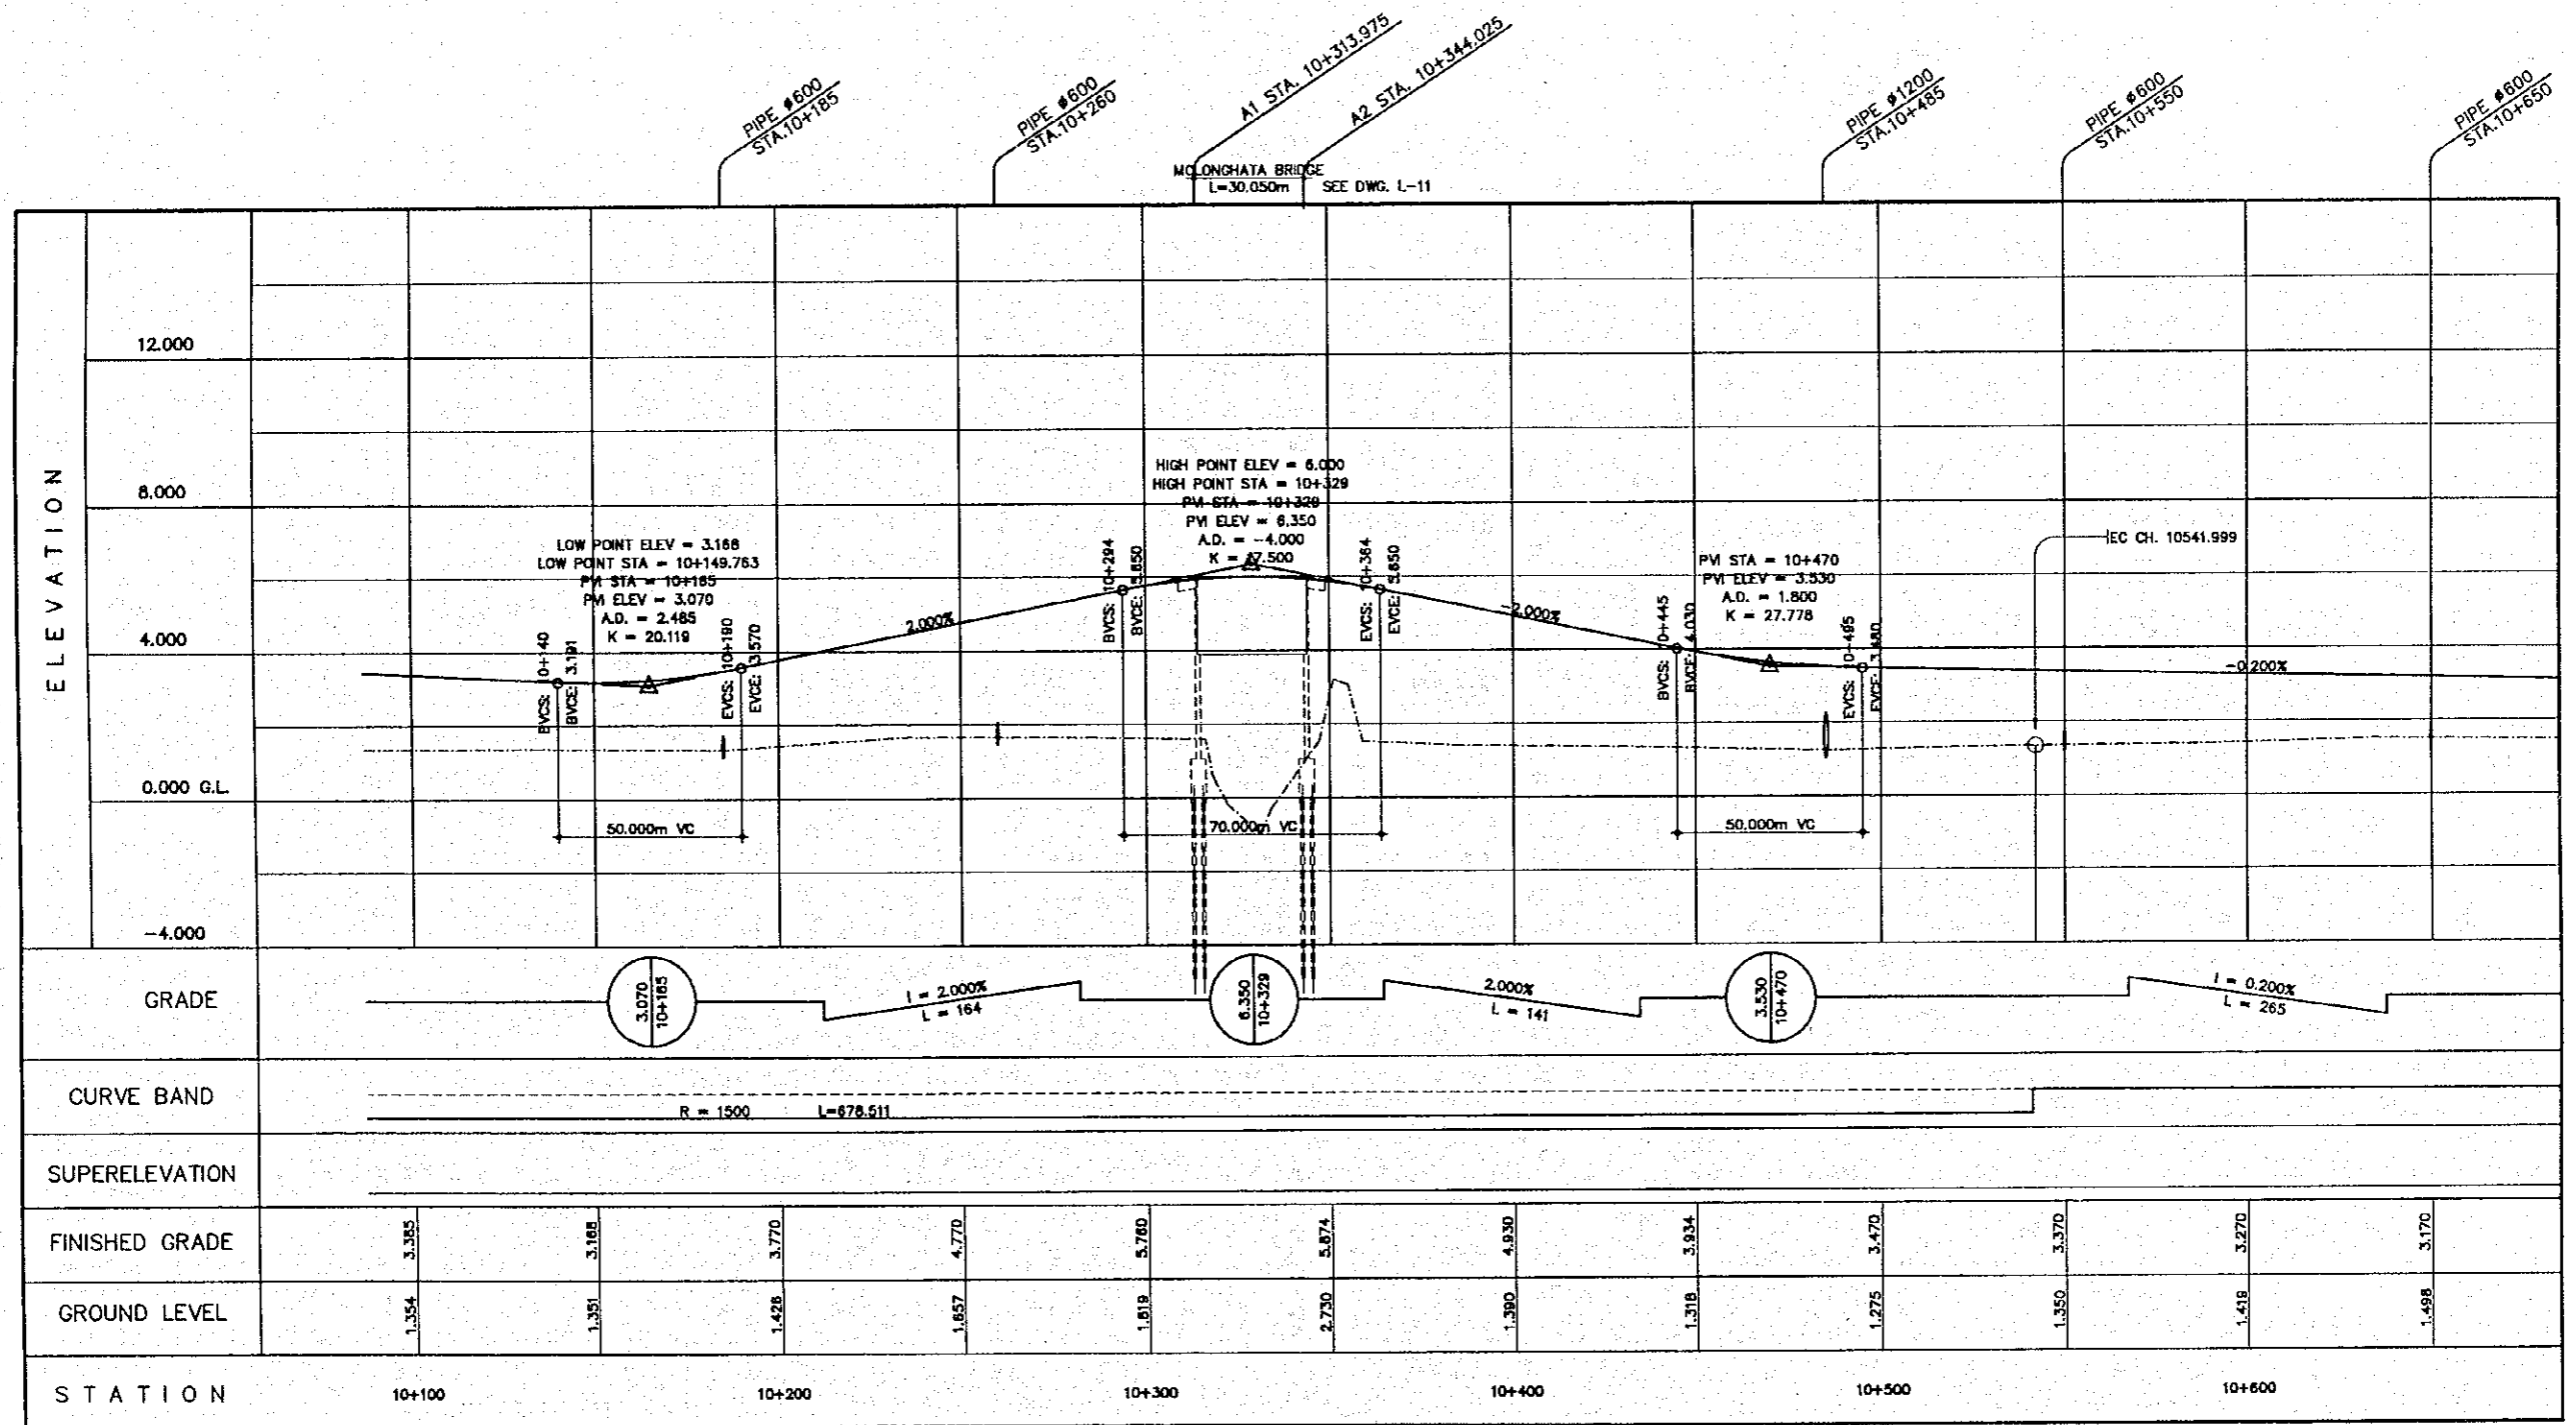 PIPE ø600
STA.10+185
PIPE ø600
STA.10+260
A1 STA. 10+313.975
A2 STA. 10+344.025
PIPE ø1200
STA.10+485
PIPE ø600
STA.10+550
PIPE ø600
STA.10+650
MOLONGHATA BRIDGE
L=30.050m SEE DWG. L-11
ELEVATION
12.000
8.000
4.000
0.000 G.L.
-4.000
LOW POINT ELEV = 3.168
LOW POINT STA = 10+149.763
PVI STA = 10+165
PVI ELEV = 3.070
A.D. = 2.485
K = 20.119
BVCS: 10+140
BVCE: 3.191
EVCS: 10+190
EVCE: 3.570
2.000%
HIGH POINT ELEV = 6.000
HIGH POINT STA = 10+329
PVI STA = 10+329
PVI ELEV = 6.350
A.D. = -4.000
K = 17.500
BVCS: 10+294
BVCE: 5.650
EVCS: 10+364
EVCE: 5.650
-2.000%
PVI STA = 10+470
PVI ELEV = 3.530
A.D. = 1.800
K = 27.778
BVCS: 10+445
BVCE: 4.030
EVCS: 10+495
EVCE: 3.480
EC CH. 10541.999
-0.200%
50.000m VC
70.000m VC
50.000m VC
GRADE
3.070
10+165
I = 2.000%
L = 164
6.350
10+329
2.000%
L = 141
3.530
10+470
I = 0.200%
L = 265
CURVE BAND
R = 1500 L=678.511
SUPERELEVATION
FINISHED GRADE 3.385 3.168 3.770 4.770 5.760 5.874 4.930 3.934 3.470 3.370 3.270 3.170
GROUND LEVEL 1.354 1.351 1.426 1.657 1.619 2.730 1.390 1.318 1.275 1.350 1.419 1.498
STATION 10+100 10+200 10+300 10+400 10+500 10+600